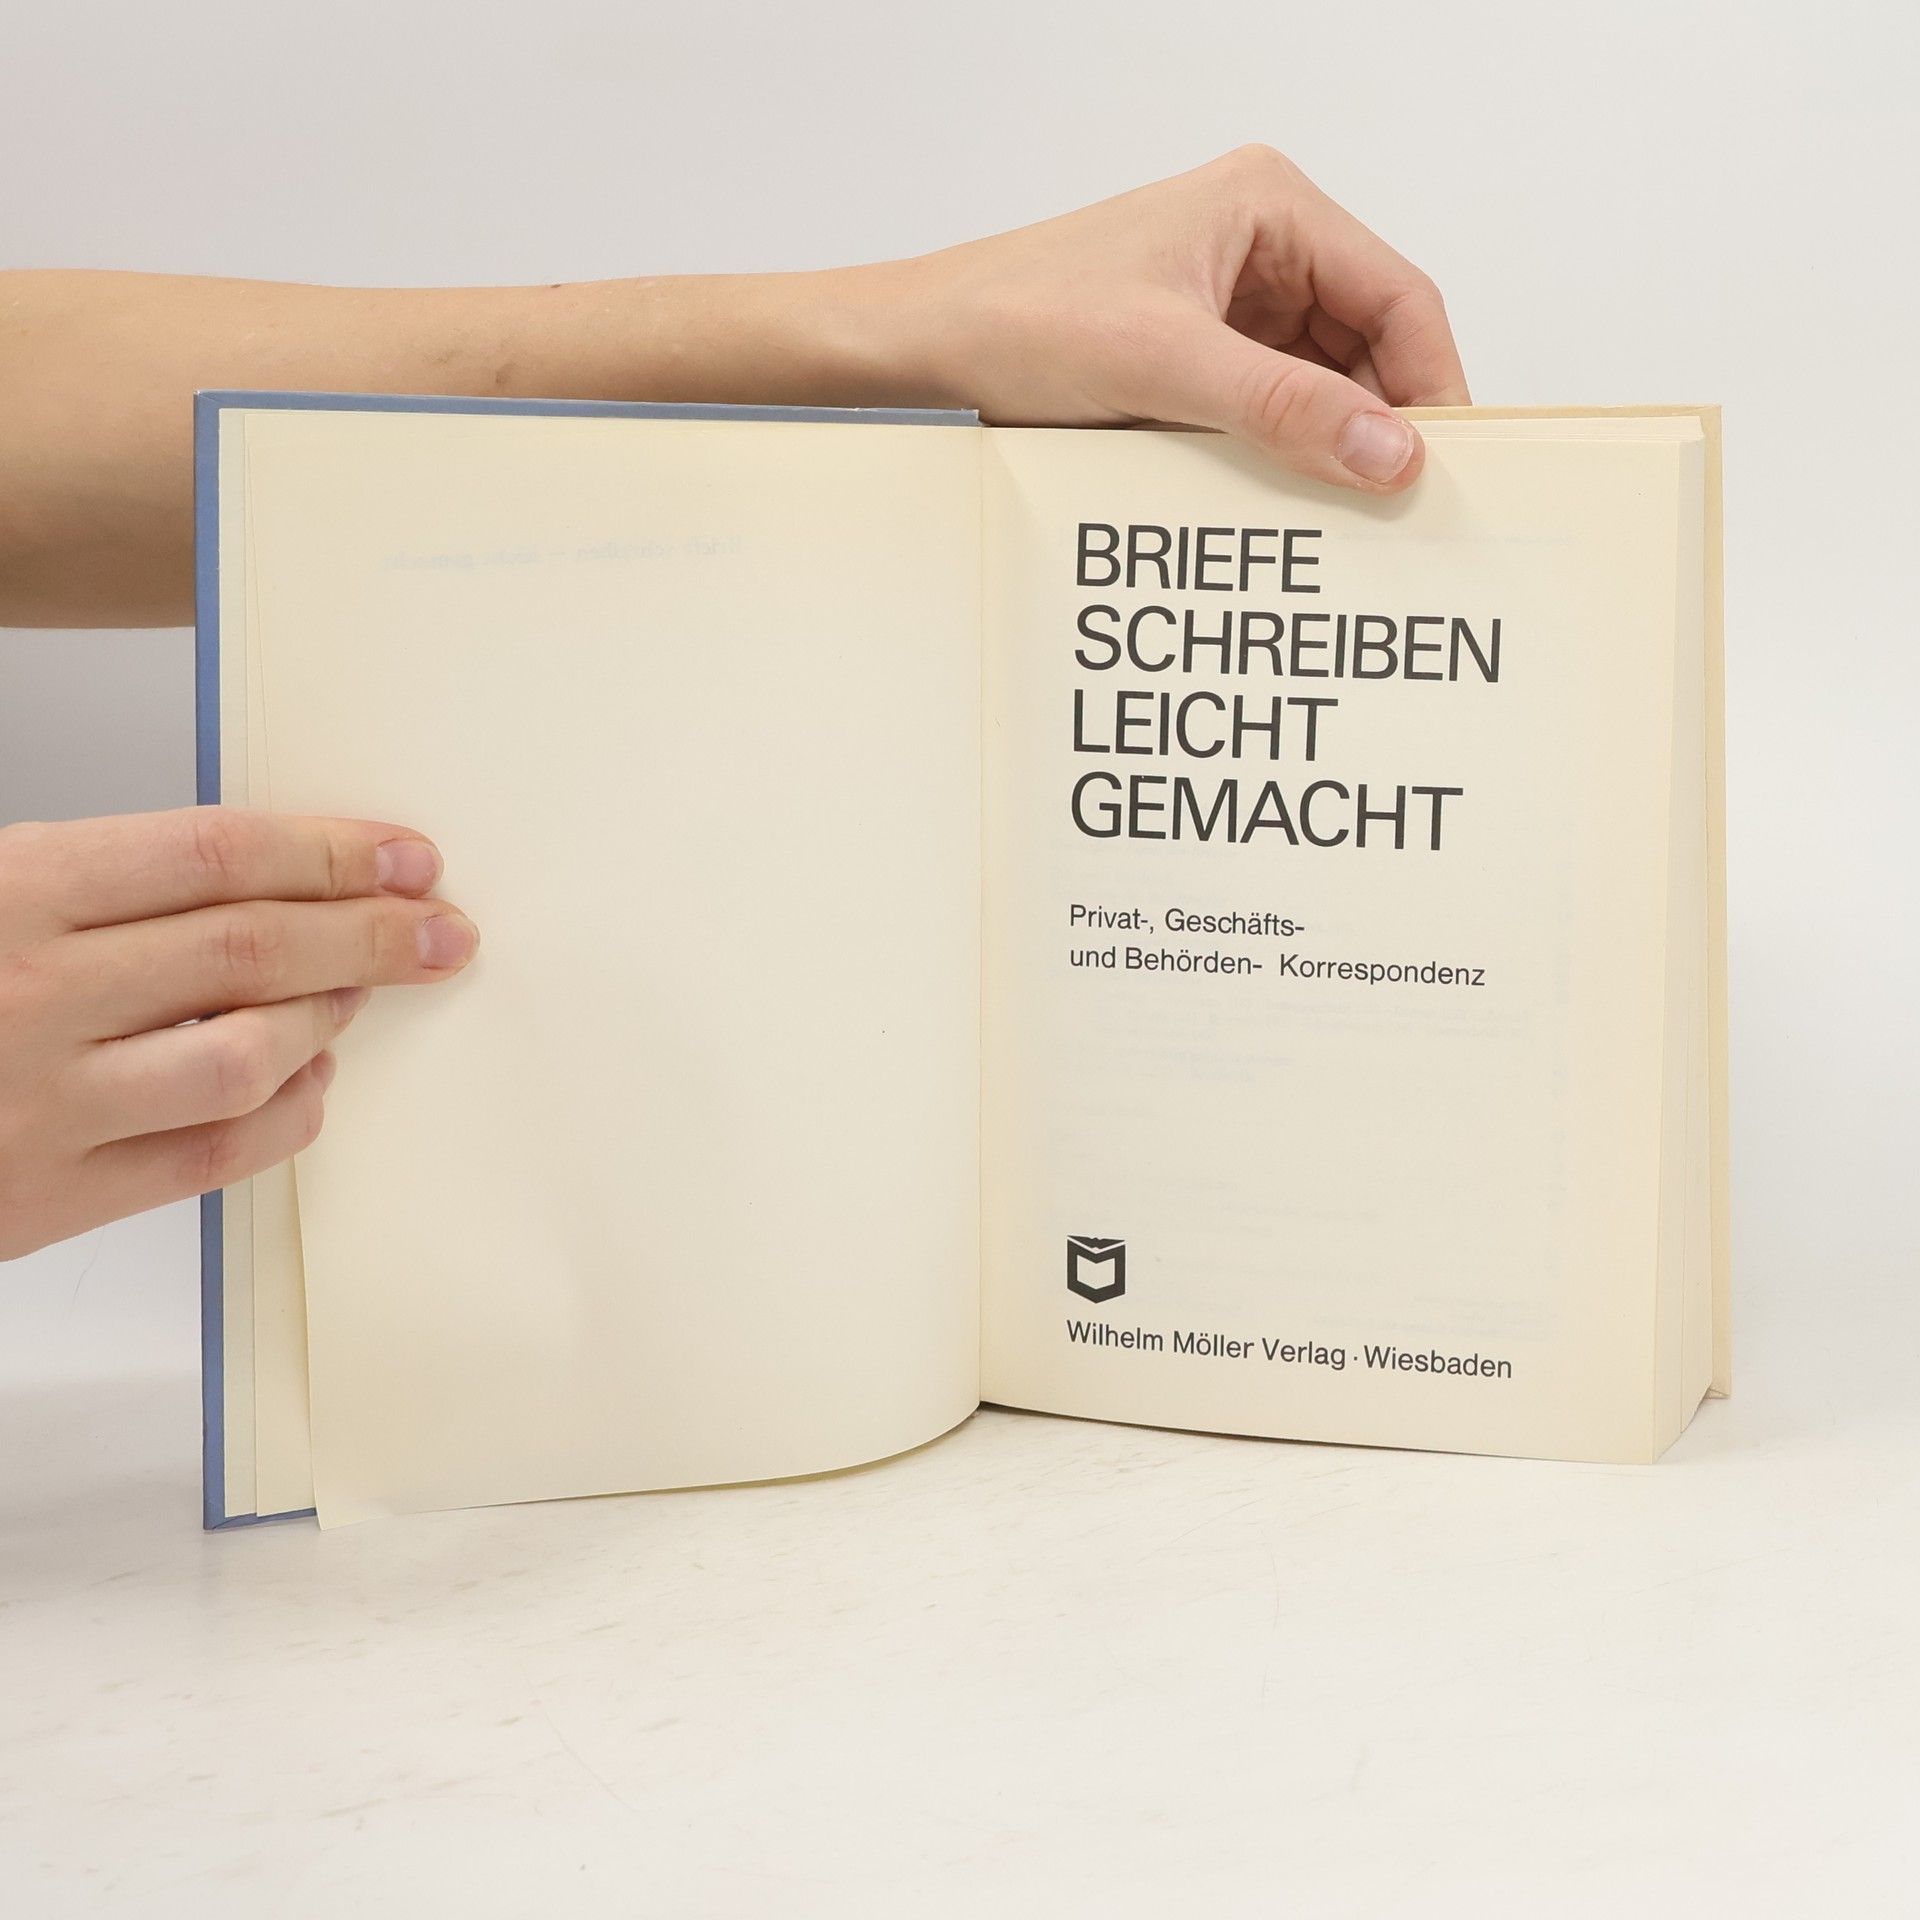 BRIEFE
SCHREIBEN
LEICHT
GEMACHT
Privat-, Geschäfts-
und Behörden- Korrespondenz
Wilhelm Möller Verlag · Wiesbaden